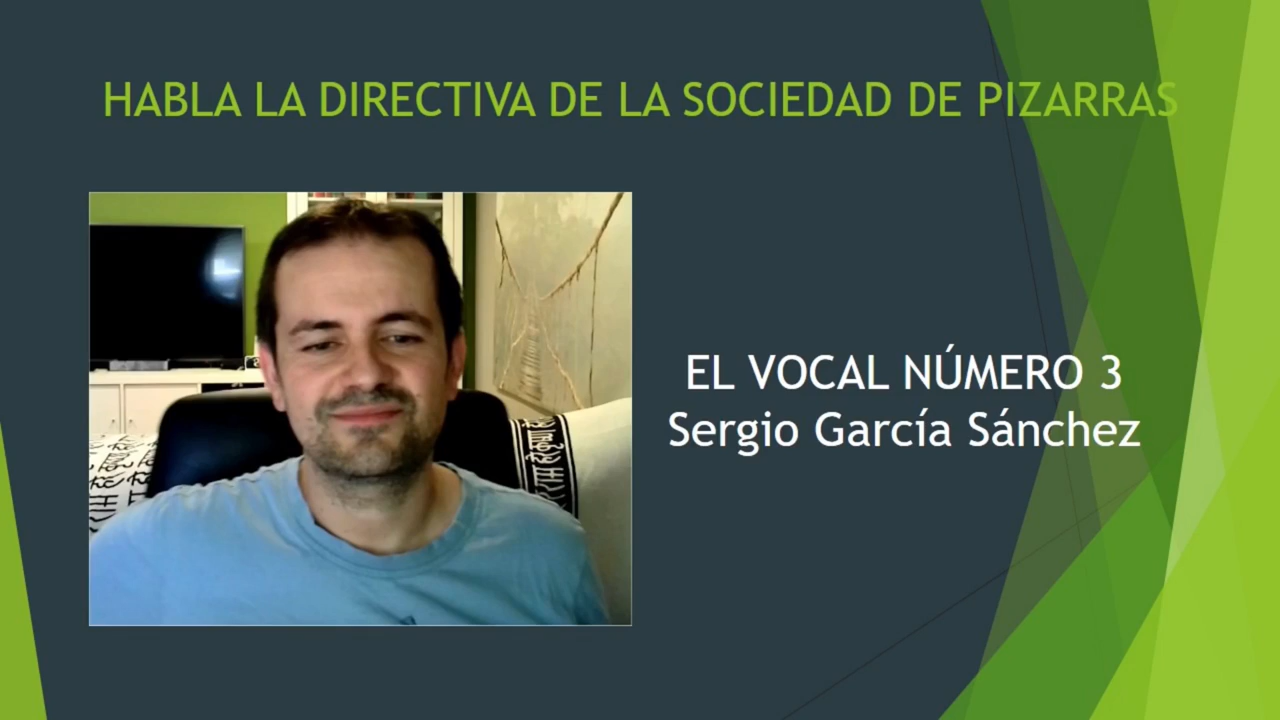 HABLA LA DIRECTIVA DE LA SOCIEDAD DE PIZARRAS
EL VOCAL NÚMERO 3
Sergio García Sánchez